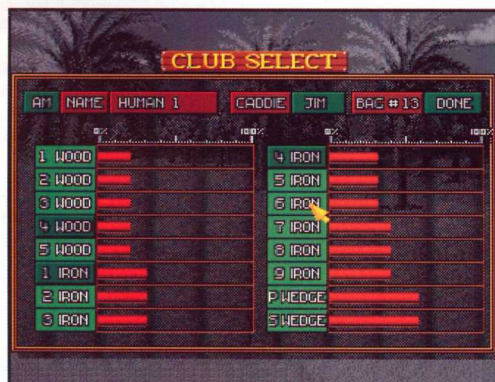 CLUB SELECT
AM NAME HUMAN 1 CADDIE JIM BAG # 13 DONE
0% 100% 0% 100%
1 WOOD 4 IRON
2 WOOD 5 IRON
3 WOOD 6 IRON
4 WOOD 7 IRON
5 WOOD 8 IRON
1 IRON 9 IRON
2 IRON P WEDGE
3 IRON S WEDGE